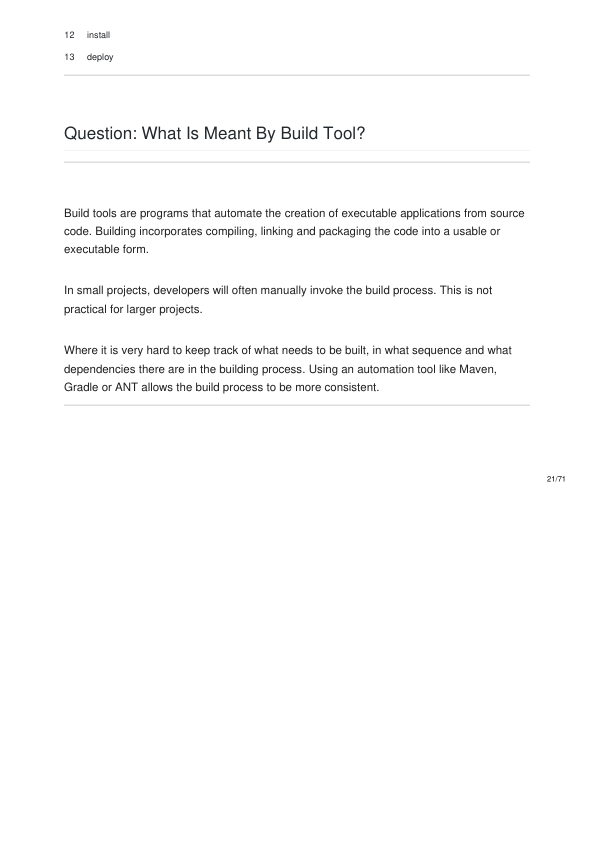 12 install
13 deploy
Question: What Is Meant By Build Tool?
Build tools are programs that automate the creation of executable applications from source
code. Building incorporates compiling, linking and packaging the code into a usable or
executable form.
In small projects, developers will often manually invoke the build process. This is not
practical for larger projects.
Where it is very hard to keep track of what needs to be built, in what sequence and what
dependencies there are in the building process. Using an automation tool like Maven,
Gradle or ANT allows the build process to be more consistent.
21/71